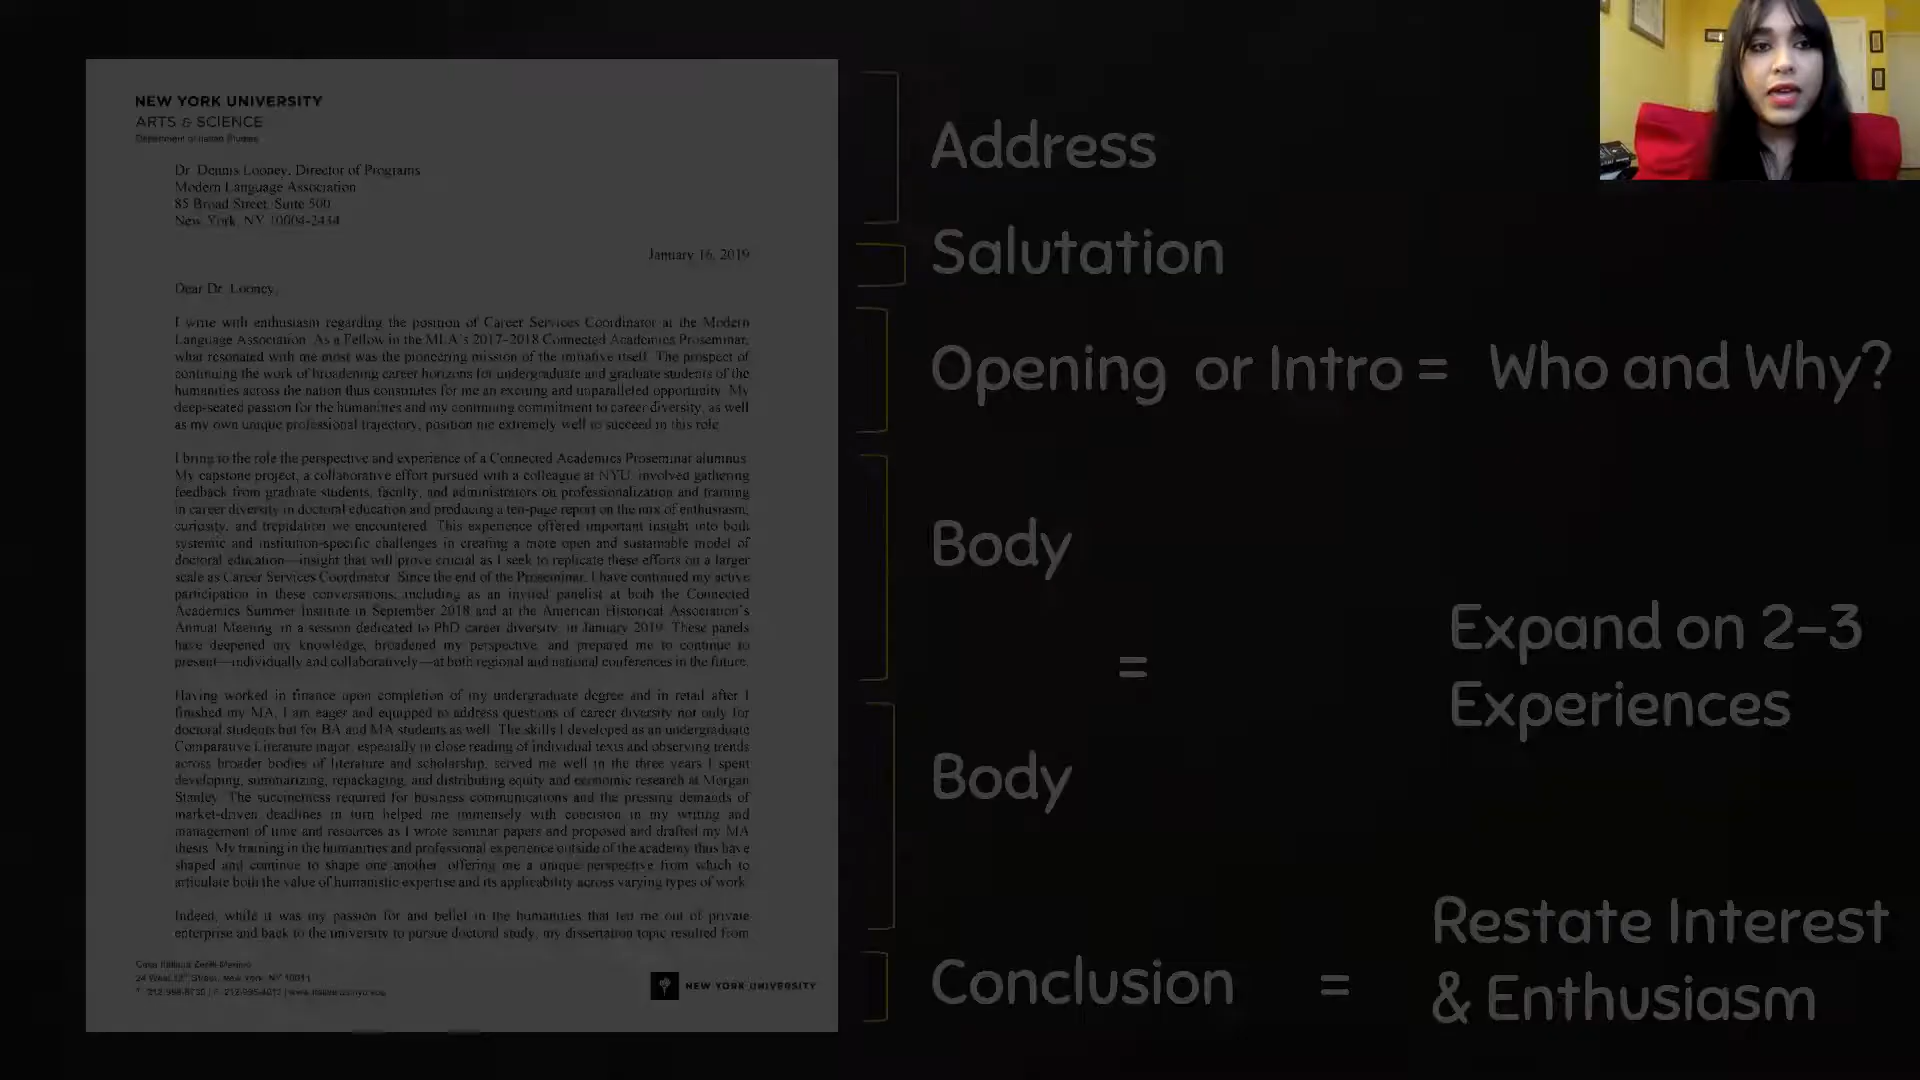 NEW YORK UNIVERSITY
ARTS & SCIENCE
Department of Italian Studies
Dr. Dennis Looney, Director of Programs
Modern Language Association
85 Broad Street, Suite 500
New York, NY 10004-2434
January 16, 2019
Dear Dr. Looney,
I write with enthusiasm regarding the position of Career Services Coordinator at the Modern
Language Association. As a Fellow in the MLA's 2017-2018 Connected Academics Proseminar,
what resonated with me most was the pioneering mission of the initiative itself. The prospect of
continuing the work of broadening career horizons for undergraduate and graduate students of the
humanities across the nation thus constitutes for me an exciting and unparalleled opportunity. My
deep-seated passion for the humanities and my continuing commitment to career diversity, as well
as my own unique professional trajectory, position me extremely well to succeed in this role.
I bring to the role the perspective and experience of a Connected Academics Proseminar alumnus.
My capstone project, a collaborative effort pursued with a colleague at NYU, involved gathering
feedback from graduate students, faculty, and administrators on professionalization and training
in career diversity in doctoral education and producing a ten-page report on the mix of enthusiasm,
curiosity, and trepidation we encountered. This experience offered important insight into both
systemic and institution-specific challenges in creating a more open and sustainable model of
doctoral education—insight that will prove crucial as I seek to replicate these efforts on a larger
scale as Career Services Coordinator. Since the end of the Proseminar, I have continued my active
participation in these conversations, including as an invited panelist at both the Connected
Academics Summer Institute in September 2018 and at the American Historical Association's
Annual Meeting, in a session dedicated to PhD career diversity, in January 2019. These panels
have deepened my knowledge, broadened my perspective, and prepared me to continue to
present—individually and collaboratively—at both regional and national conferences in the future.
Having worked in finance upon completion of my undergraduate degree and in retail after I
finished my MA, I am eager and equipped to address questions of career diversity not only for
doctoral students but for BA and MA students as well. The skills I developed as an undergraduate
Comparative Literature major, especially in close reading of individual texts and observing trends
across broader bodies of literature and scholarship, served me well in the three years I spent
developing, summarizing, repackaging, and distributing equity and economic research at Morgan
Stanley. The succinctness required for business communications and the pressing demands of
market-driven deadlines in turn helped me immensely with concision in my writing and
management of time and resources as I wrote seminar papers and proposed and drafted my MA
thesis. My training in the humanities and professional experience outside of the academy thus have
shaped and continue to shape one another, offering me a unique perspective from which to
articulate both the value of humanistic expertise and its applicability across varying types of work.
Indeed, while it was my passion for and belief in the humanities that led me out of private
enterprise and back to the university to pursue doctoral study, my dissertation topic resulted from
Casa Italiana Zerilli-Marimò
24 West 12th Street, New York, NY 10011
NEW YORK UNIVERSITY
Address
Salutation
Opening or Intro = Who and Why?
Body
=
Expand on 2-3
Experiences
Body
Conclusion =
Restate Interest
& Enthusiasm